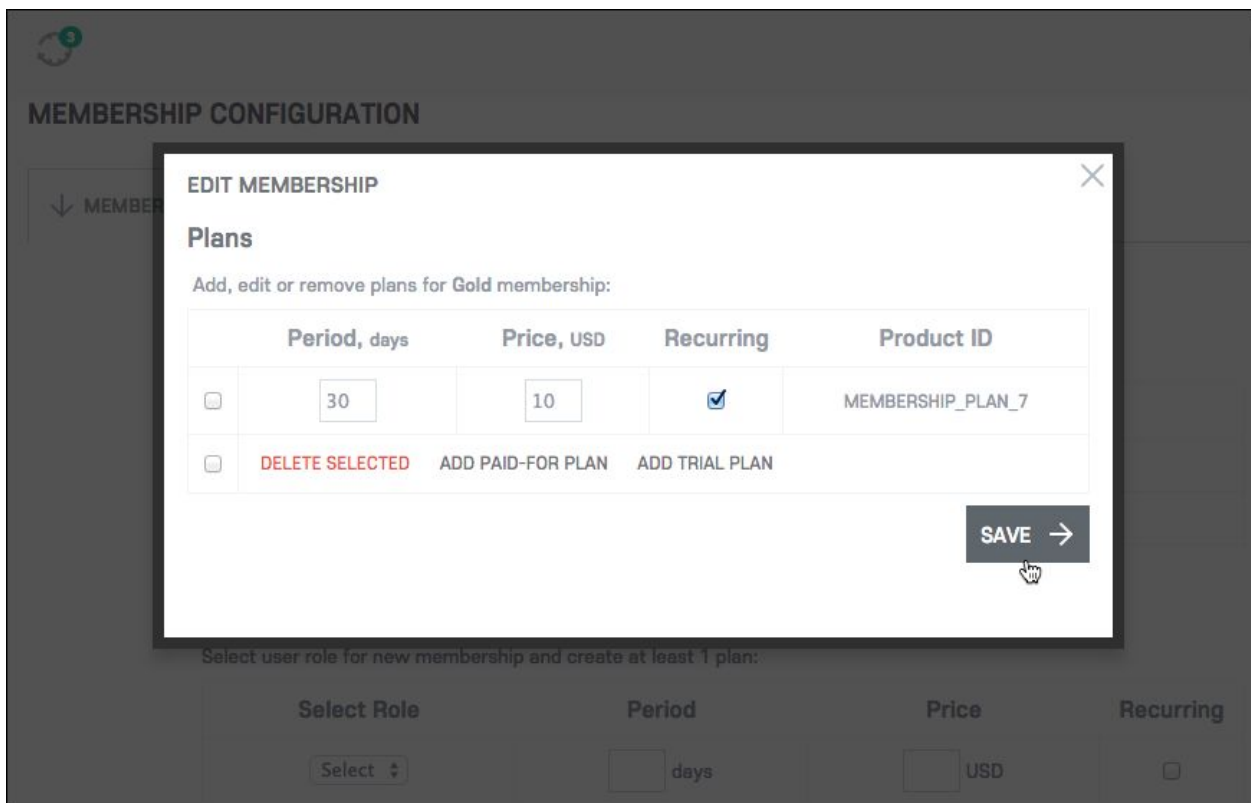 3
MEMBERSHIP CONFIGURATION
EDIT MEMBERSHIP
MEMBER
Plans
Add, edit or remove plans for Gold membership:
Period, days Price, USD Recurring Product ID
30 10 MEMBERSHIP_PLAN_7
DELETE SELECTED ADD PAID-FOR PLAN ADD TRIAL PLAN
SAVE
Select user role for new membership and create at least 1 plan:
Select Role Period Price Recurring
Select days USD